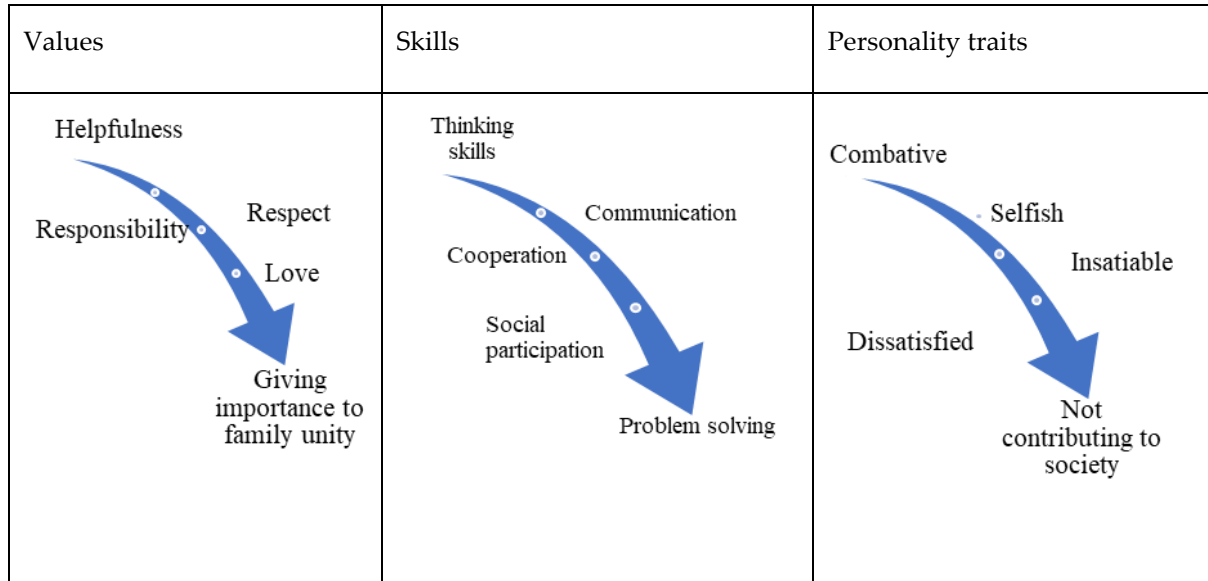 Values
Skills
Personality traits
Helpfulness
Responsibility
Respect
Love
Giving
importance to
family unity
Thinking
skills
Communication
Cooperation
Social
participation
Problem solving
Combative
Selfish
Insatiable
Dissatisfied
Not
contributing to
society